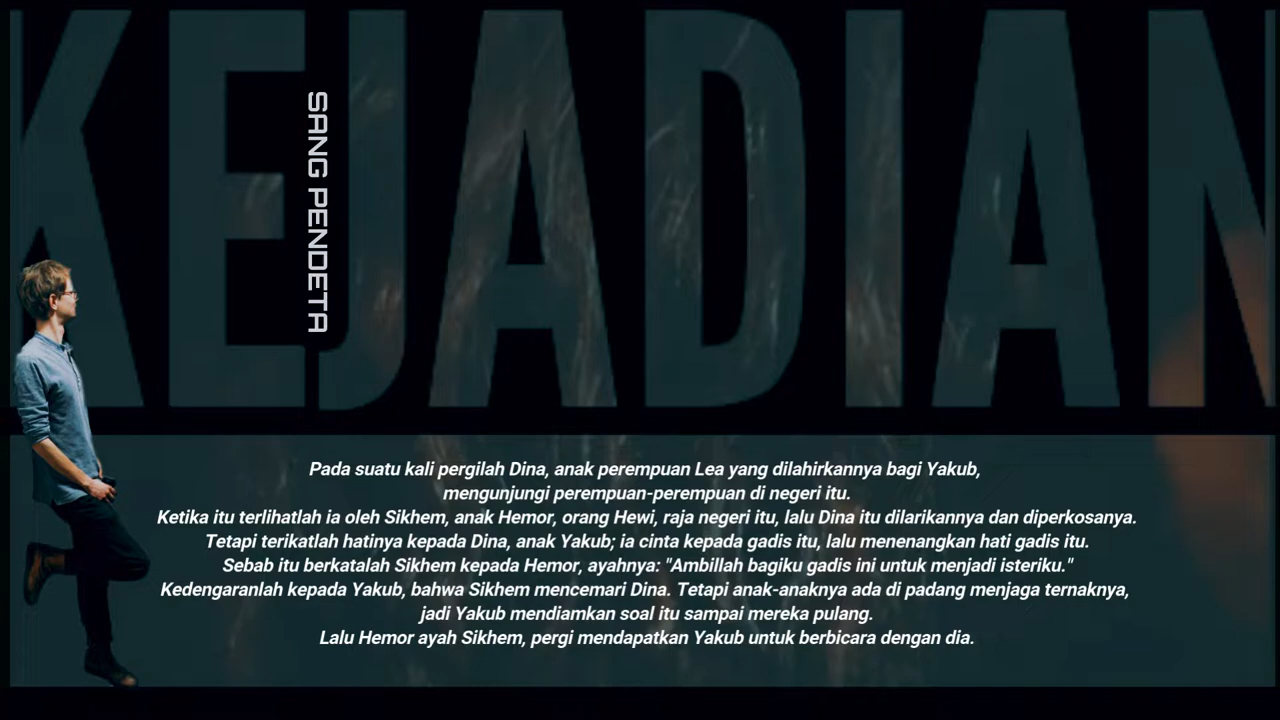 KEJADIAN
SANG PENDETA
Pada suatu kali pergilah Dina, anak perempuan Lea yang dilahirkannya bagi Yakub,
mengunjungi perempuan-perempuan di negeri itu.
Ketika itu terlihatlah ia oleh Sikhem, anak Hemor, orang Hewi, raja negeri itu, lalu Dina itu dilarikannya dan diperkosanya.
Tetapi terikatlah hatinya kepada Dina, anak Yakub; ia cinta kepada gadis itu, lalu menenangkan hati gadis itu.
Sebab itu berkatalah Sikhem kepada Hemor, ayahnya: "Ambillah bagiku gadis ini untuk menjadi isteriku."
Kedengaranlah kepada Yakub, bahwa Sikhem mencemari Dina. Tetapi anak-anaknya ada di padang menjaga ternaknya,
jadi Yakub mendiamkan soal itu sampai mereka pulang.
Lalu Hemor ayah Sikhem, pergi mendapatkan Yakub untuk berbicara dengan dia.